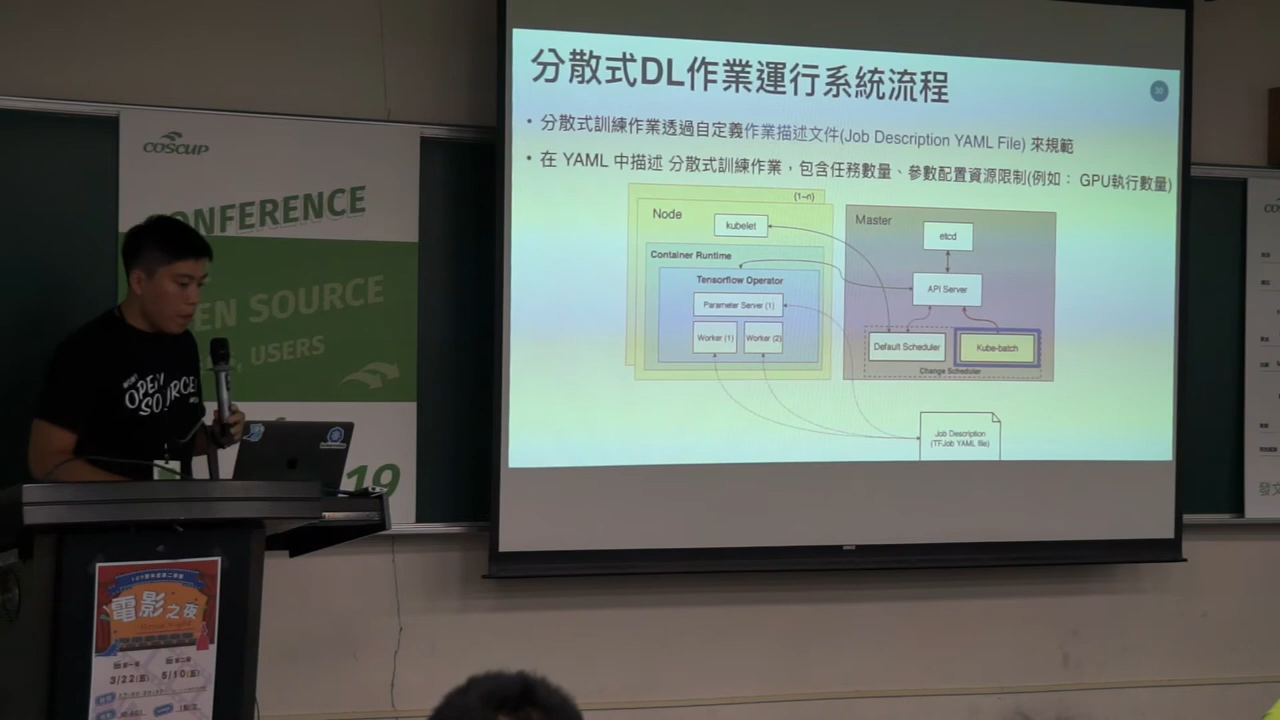 分散式DL作業運行系統流程
30
• 分散式訓練作業透過自定義作業描述文件(Job Description YAML File) 來規範
• 在 YAML 中描述 分散式訓練作業，包含任務數量、參數配置資源限制(例如： GPU執行數量)
(1~n)
Node
kubelet
Container Runtime
Tensorflow Operator
Parameter Server (1)
Worker (1)
Worker (2)
Master
etcd
API Server
Default Scheduler
Kube-batch
Change Scheduler
Job Description
(TFJob YAML file)
COSCUP
CONFERENCE
EN SOURCE
, USERS
19
OPEN
SOURCE
電影之夜
3/22(五)
5/10(五)